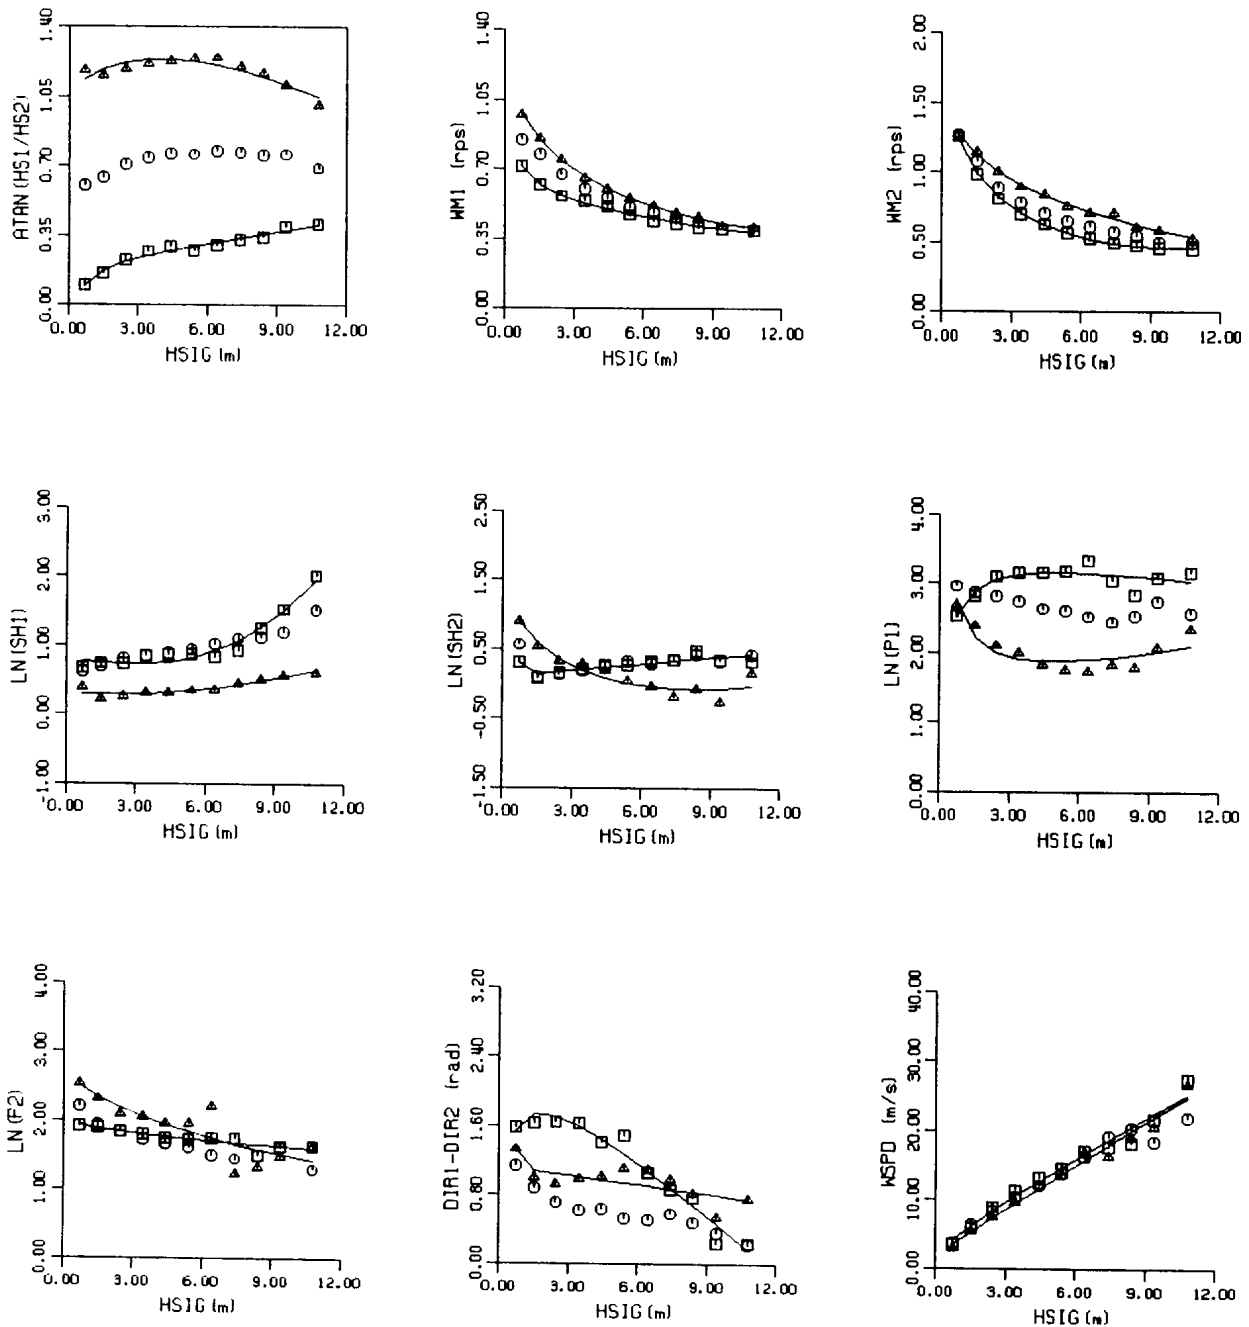 1.40
1.05
0.70
0.35
0.00
ATAN(HS1/HS2)
0.00 3.00 6.00 9.00 12.00
HSIG (m)
1.40
1.05
0.70
0.35
0.00
WM1 (rps)
0.00 3.00 6.00 9.00 12.00
HSIG (m)
2.00
1.50
1.00
0.50
0.00
WM2 (rps)
0.00 3.00 6.00 9.00 12.00
HSIG (m)
3.00
2.00
1.00
0.00
-1.00
LN(SH1)
0.00 3.00 6.00 9.00 12.00
HSIG (m)
2.50
1.50
0.50
-0.50
-1.50
LN(SH2)
0.00 3.00 6.00 9.00 12.00
HSIG (m)
4.00
3.00
2.00
1.00
0.00
LN(P1)
0.00 3.00 6.00 9.00 12.00
HSIG (m)
4.00
3.00
2.00
1.00
0.00
LN(P2)
0.00 3.00 6.00 9.00 12.00
HSIG (m)
3.20
2.40
1.60
0.80
0.00
DIR1-DIR2 (rad)
0.00 3.00 6.00 9.00 12.00
HSIG (m)
40.00
30.00
20.00
10.00
0.00
WSPD (m/s)
0.00 3.00 6.00 9.00 12.00
HSIG (m)